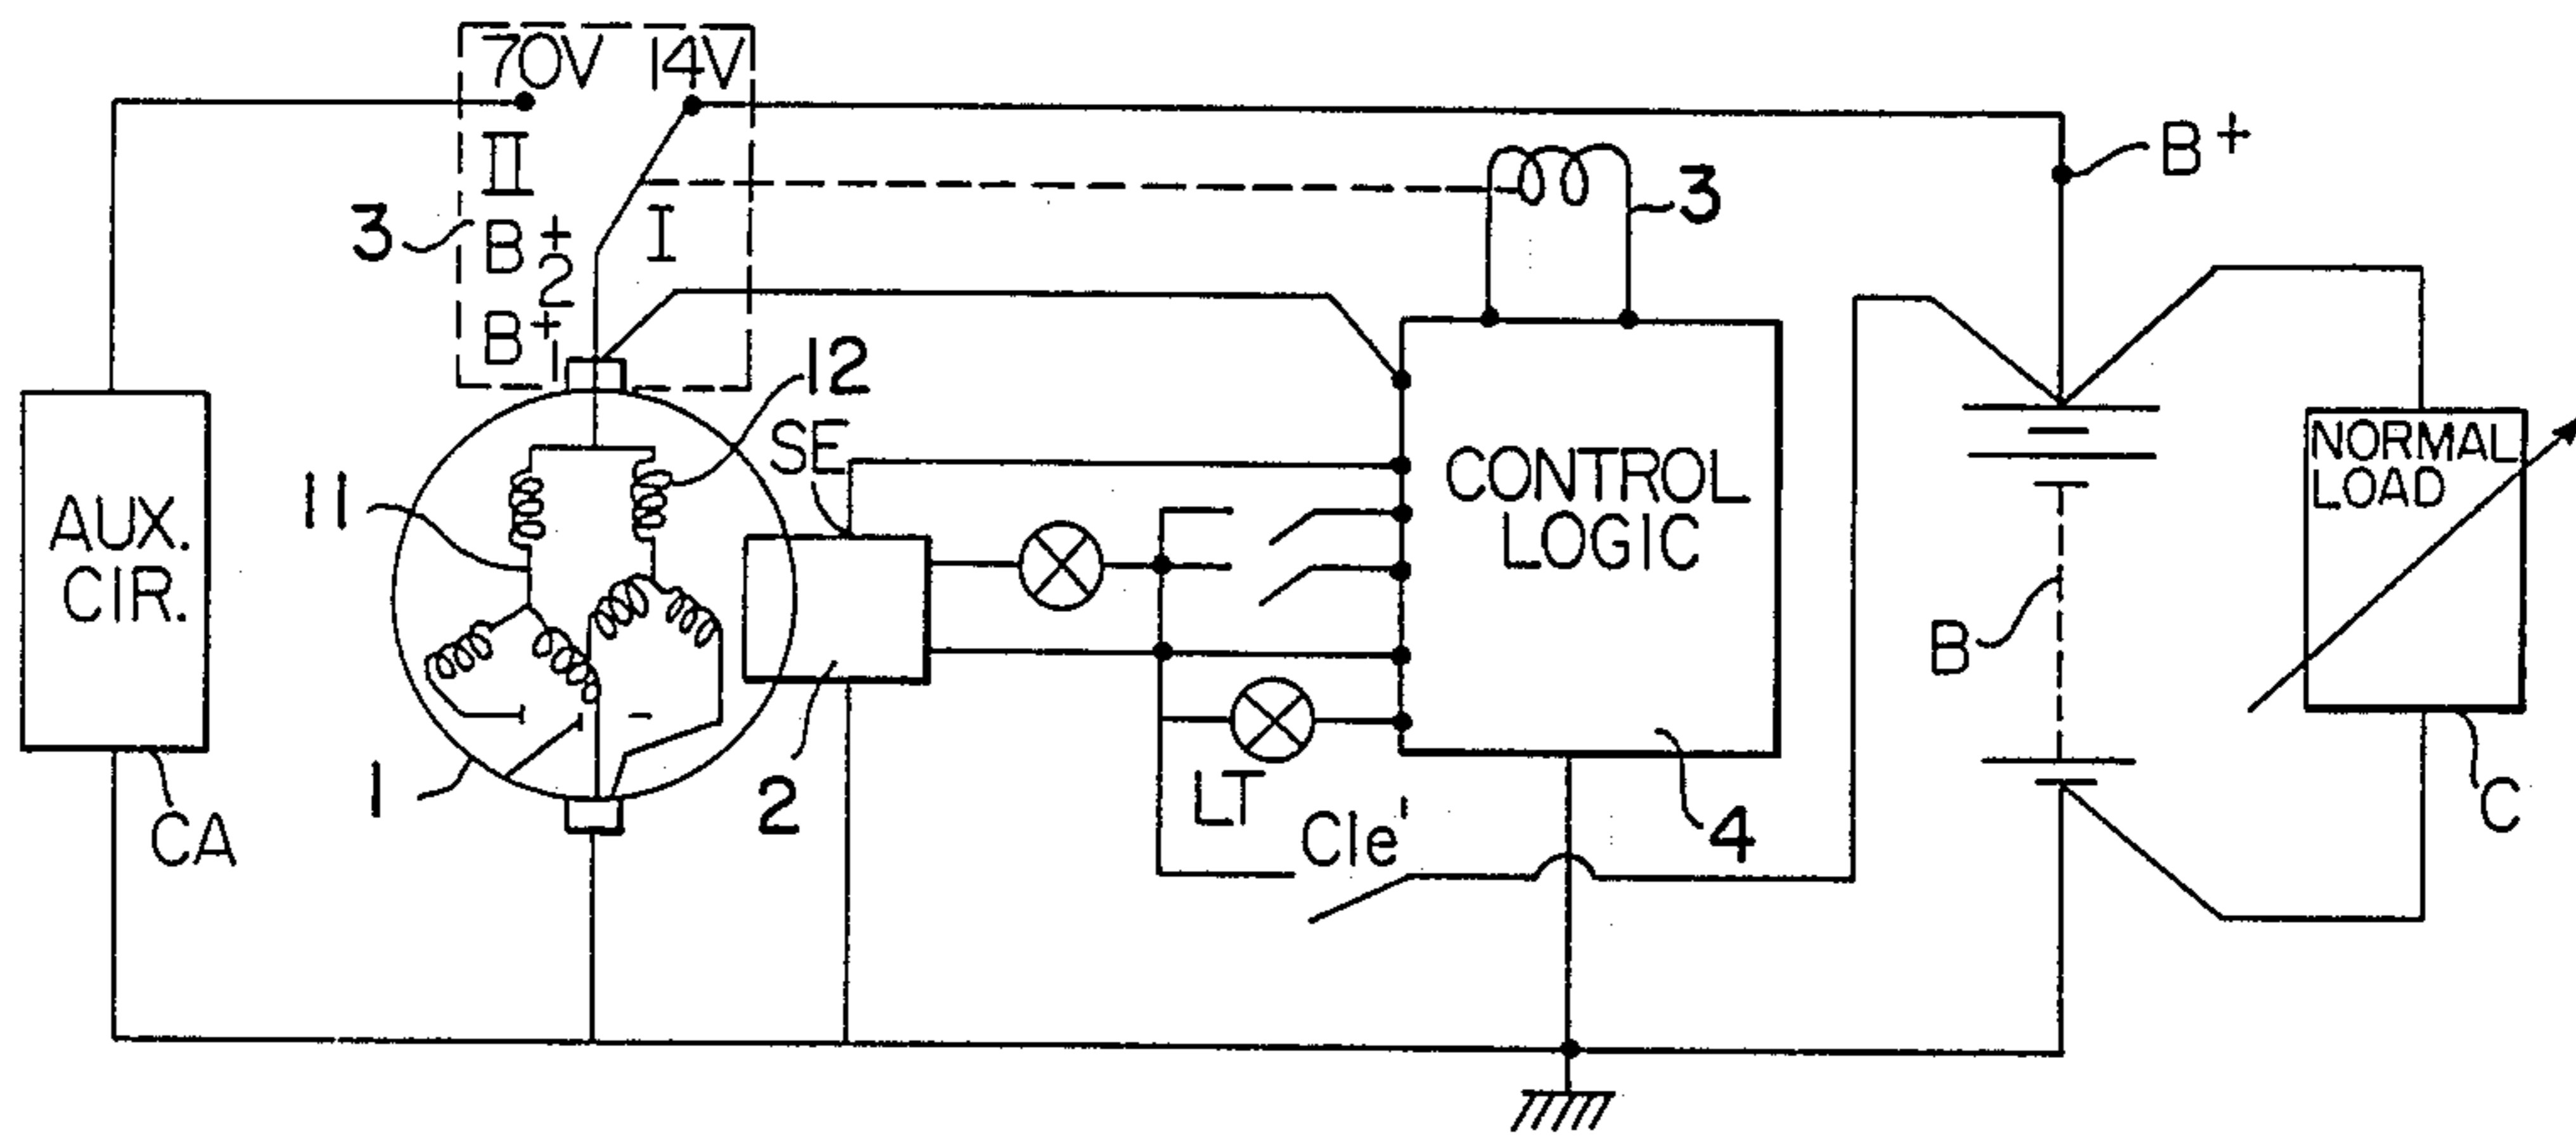 70V 14V
II
3
B+2
I
B+1
3
B+
12
SE
11
AUX.
CIR.
CONTROL
LOGIC
NORMAL
LOAD
B
1
2
LT
CA
Cle'
4
C